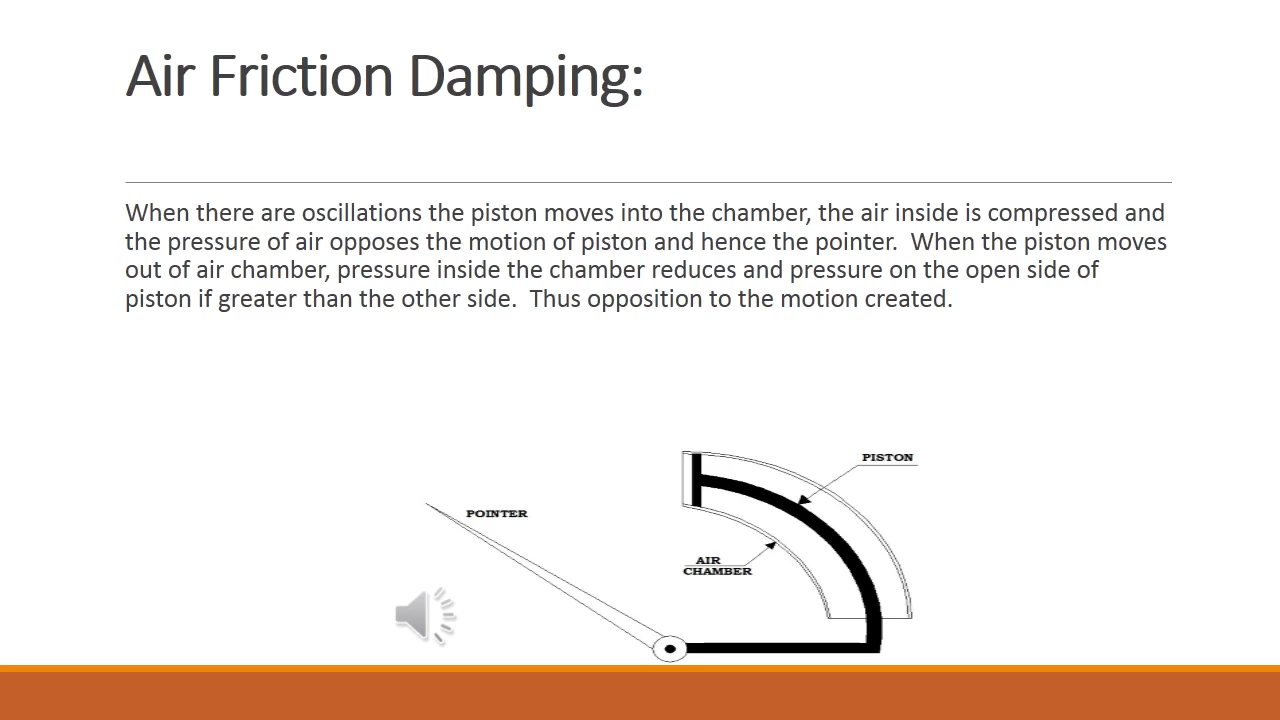 Air Friction Damping:
When there are oscillations the piston moves into the chamber, the air inside is compressed and
the pressure of air opposes the motion of piston and hence the pointer.  When the piston moves
out of air chamber, pressure inside the chamber reduces and pressure on the open side of
piston if greater than the other side.  Thus opposition to the motion created.
PISTON
POINTER
AIR
CHAMBER